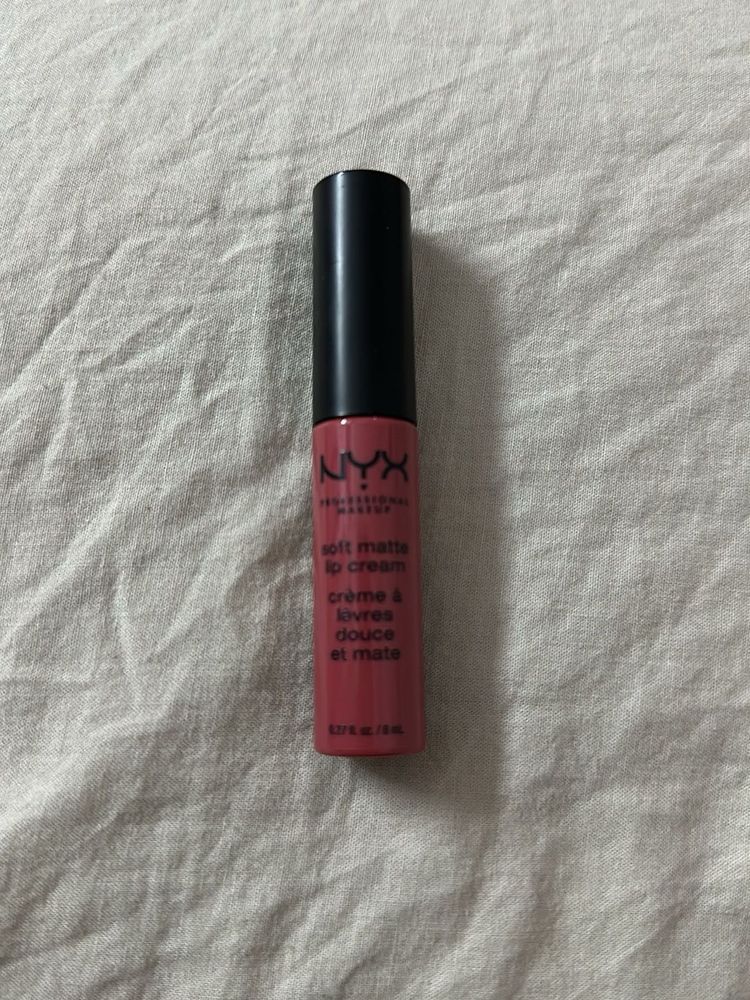 NYX
PROFESSIONAL
MAKEUP
soft matte
lip cream
crème à
lèvres
douce
et mate
0.27 fl. oz. / 8 mL